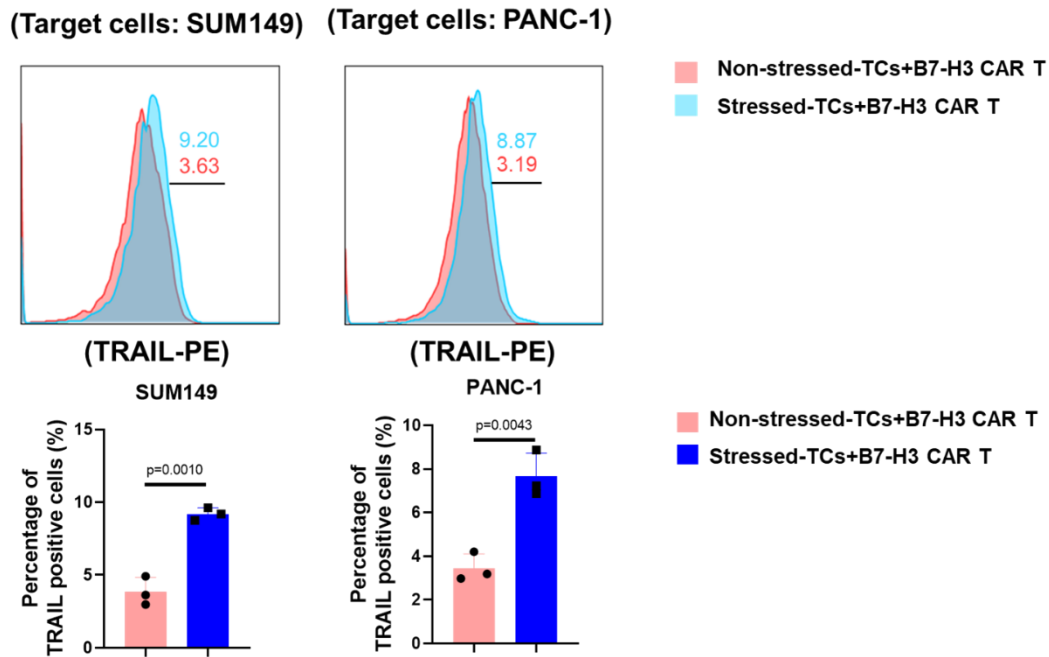 (Target cells: SUM149)
(Target cells: PANC-1)
Non-stressed-TCs+B7-H3 CAR T
Stressed-TCs+B7-H3 CAR T
9.20
3.63
8.87
3.19
(TRAIL-PE)
(TRAIL-PE)
SUM149
PANC-1
Non-stressed-TCs+B7-H3 CAR T
Stressed-TCs+B7-H3 CAR T
Percentage of
TRAIL positive cells (%)
15
10
5
0
p=0.0010
Percentage of
TRAIL positive cells (%)
10
8
6
4
2
0
p=0.0043